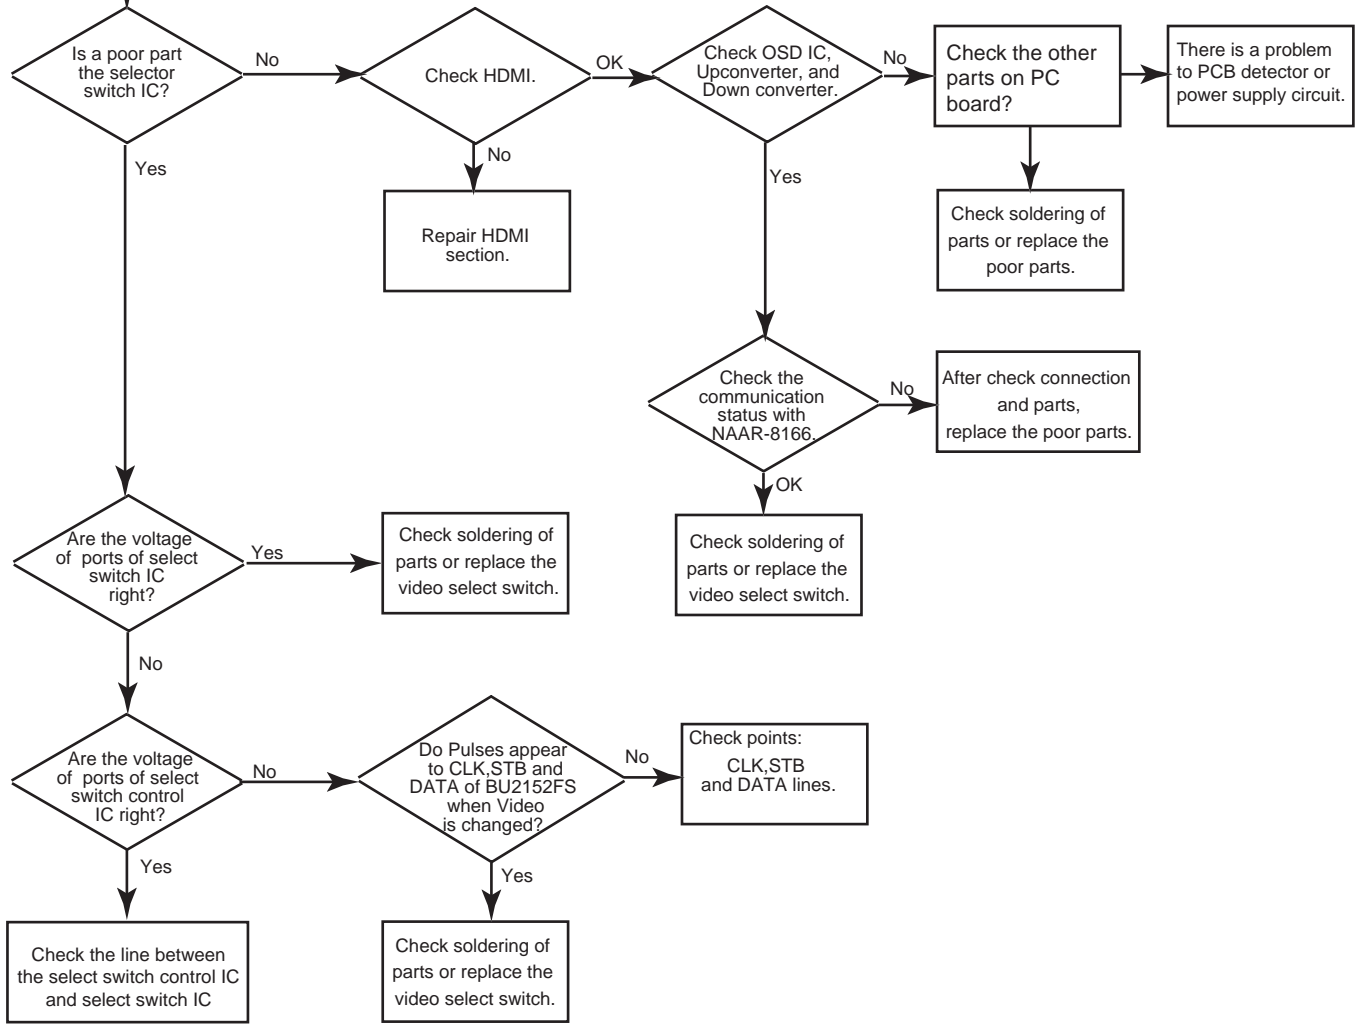 Is a poor part
the selector
switch IC?
No
Check HDMI.
OK
Check OSD IC,
Upconverter, and
Down converter.
No
Check the other
parts on PC
board?
There is a problem
to PCB detector or
power supply circuit.
Yes
No
Yes
Repair HDMI
section.
Check soldering of
parts or replace the
poor parts.
Check the
communication
status with
NAAR-8166.
No
After check connection
and parts,
replace the poor parts.
OK
Are the voltage
of ports of select
switch IC
right?
Yes
Check soldering of
parts or replace the
video select switch.
Check soldering of
parts or replace the
video select switch.
No
Are the voltage
of ports of select
switch control
IC right?
No
Do Pulses appear
to CLK,STB and
DATA of BU2152FS
when Video
is changed?
No
Check points:
CLK,STB
and DATA lines.
Yes
Yes
Check the line between
the select switch control IC
and select switch IC
Check soldering of
parts or replace the
video select switch.